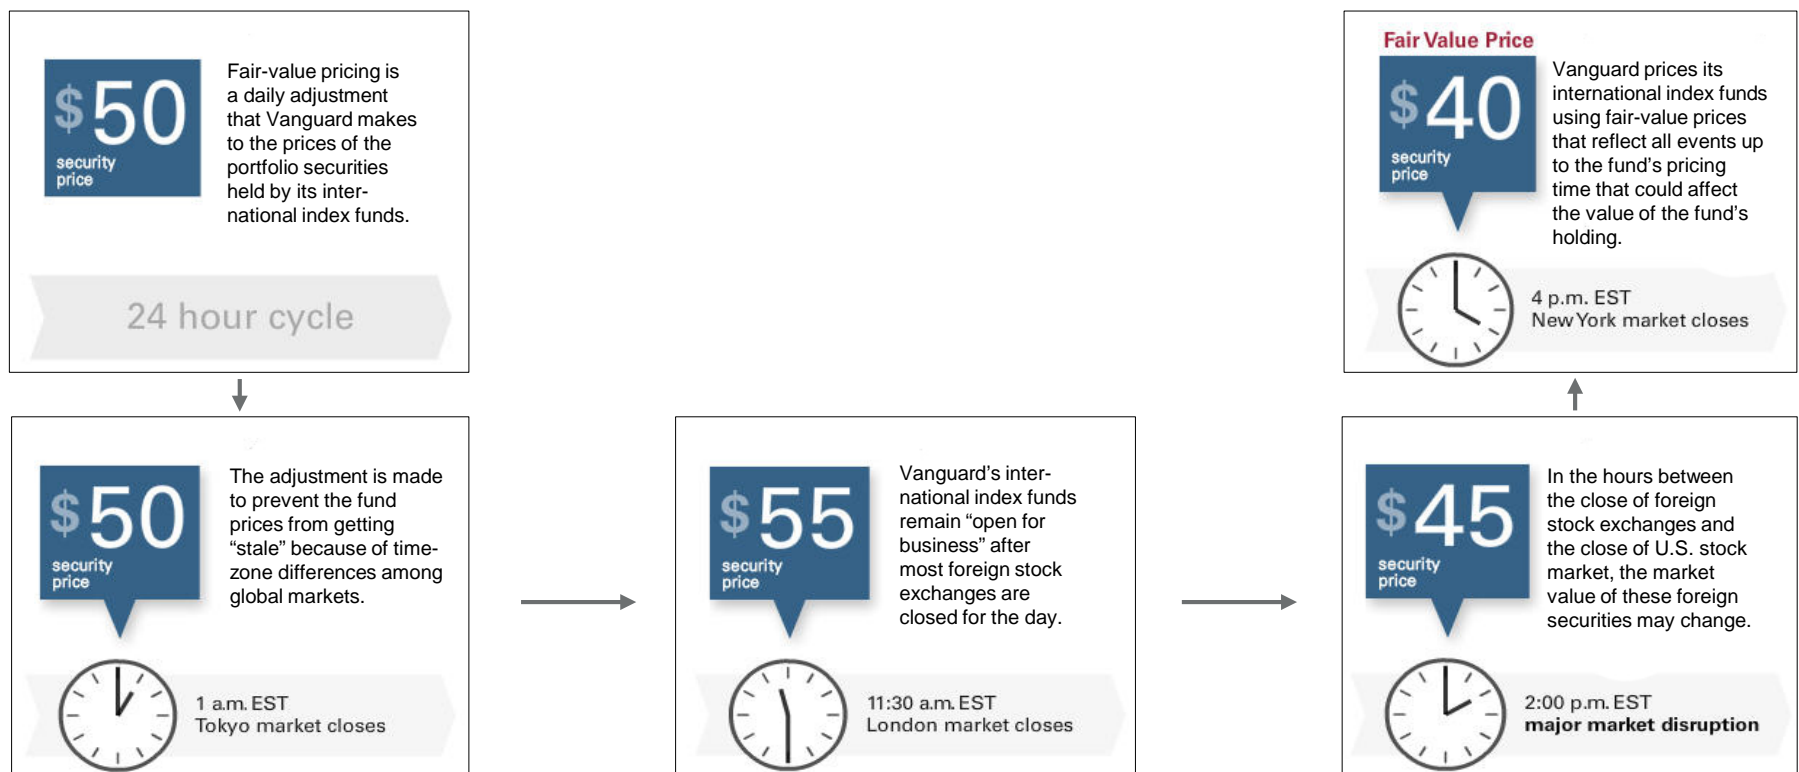 $50
security
price
Fair-value pricing is
a daily adjustment
that Vanguard makes
to the prices of the
portfolio securities
held by its inter-
national index funds.
24 hour cycle
$50
security
price
The adjustment is made
to prevent the fund
prices from getting
“stale” because of time-
zone differences among
global markets.
1 a.m. EST
Tokyo market closes
$55
security
price
Vanguard’s inter-
national index funds
remain “open for
business” after
most foreign stock
exchanges are
closed for the day.
11:30 a.m. EST
London market closes
$45
security
price
In the hours between
the close of foreign
stock exchanges and
the close of U.S. stock
market, the market
value of these foreign
securities may change.
2:00 p.m. EST
major market disruption
Fair Value Price
$40
security
price
Vanguard prices its
international index funds
using fair-value prices
that reflect all events up
to the fund’s pricing
time that could affect
the value of the fund’s
holding.
4 p.m. EST
New York market closes